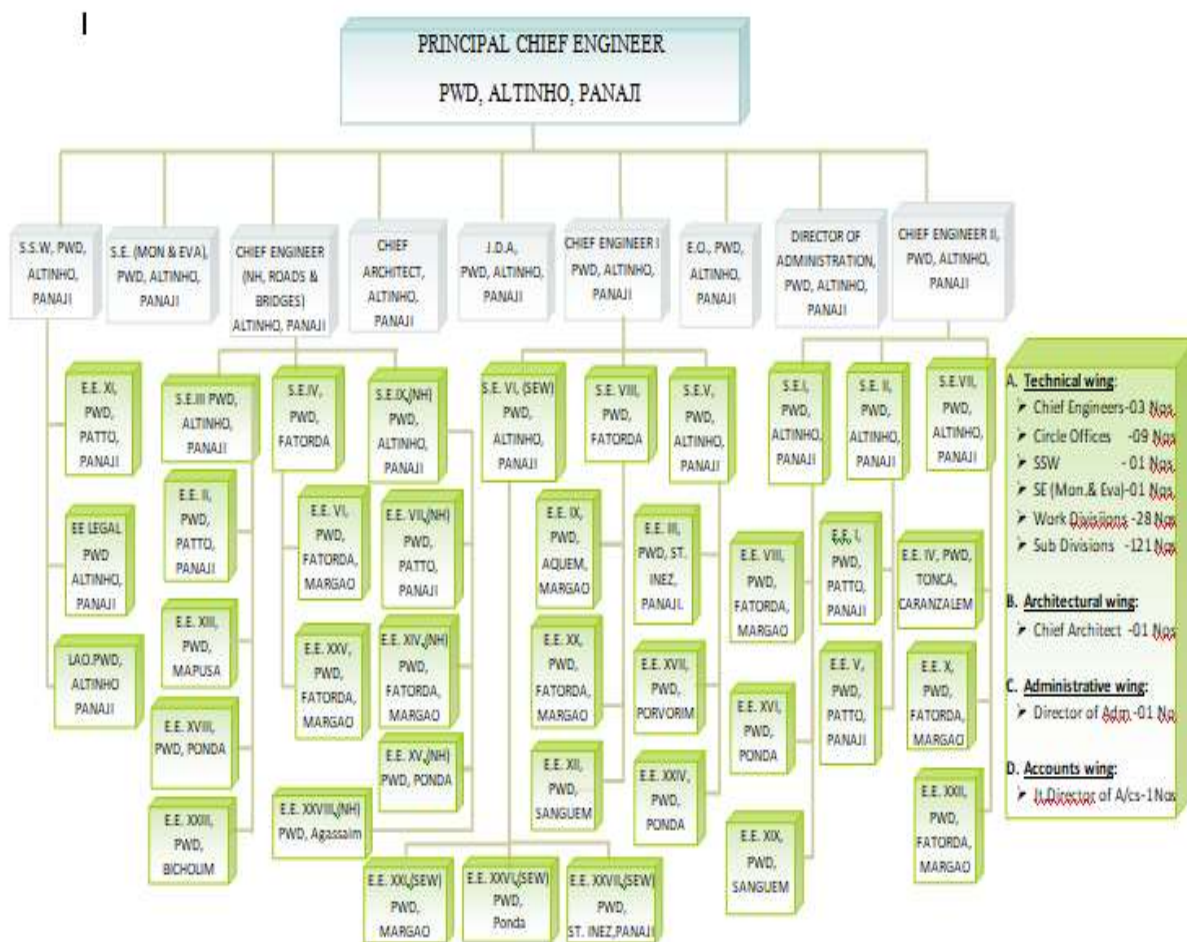 PRINCIPAL CHIEF ENGINEER
PWD, ALTINHO, PANAJI
S.S.W, PWD,
ALTINHO,
PANAJI
S.E. (MON & EVA),
PWD, ALTINHO,
PANAJI
CHIEF ENGINEER
(NH, ROADS &
BRIDGES)
ALTINHO, PANAJI
CHIEF
ARCHITECT,
ALTINHO,
PANAJI
J.D.A,
PWD, ALTINHO,
PANAJI
CHIEF ENGINEER I
PWD, ALTINHO,
PANAJI
E.O., PWD,
ALTINHO,
PANAJI
DIRECTOR OF
ADMINISTRATION,
PWD, ALTINHO,
PANAJI
CHIEF ENGINEER II,
PWD, ALTINHO,
PANAJI
E.E. XI,
PWD,
PATTO,
PANAJI
S.E.III PWD,
ALTINHO,
PANAJI
S.E.IV,
PWD,
FATORDA
S.E.IX,(NH)
PWD,
ALTINHO,
PANAJI
S.E. VI, (SEW)
PWD,
ALTINHO,
PANAJI
S.E. VIII,
PWD,
FATORDA
S.E.V,
PWD,
ALTINHO,
PANAJI
S.E.I,
PWD,
ALTINHO,
PANAJI
S.E. II,
PWD,
ALTINHO,
PANAJI
S.E.VII,
PWD,
ALTINHO,
PANAJI
EE LEGAL
PWD
ALTINHO,
PANAJI
LAO.PWD,
ALTINHO
PANAJI
E.E. II,
PWD,
PATTO,
PANAJI
E.E. XIII,
PWD,
MAPUSA
E.E. XVIII,
PWD, PONDA
E.E. XXIII,
PWD,
BICHOLIM
E.E. VI,
PWD,
FATORDA,
MARGAO
E.E. XXV,
PWD,
FATORDA,
MARGAO
E.E. VII,(NH)
PWD,
PATTO,
PANAJI
E.E. XIV,(NH)
PWD,
FATORDA,
MARGAO
E.E. XV,(NH)
PWD, PONDA
E.E. XXVIII,(NH)
PWD, Agassaim
E.E. XXI,(SEW)
PWD,
MARGAO
E.E. XXVI,(SEW)
PWD,
Ponda
E.E. XXVII,(SEW)
PWD,
ST. INEZ,PANAJI
E.E. IX,
PWD,
AQUEM,
MARGAO
E.E. XX,
PWD,
FATORDA,
MARGAO
E.E. XII,
PWD,
SANGUEM
E.E. III,
PWD, ST.
INEZ,
PANAJI.
E.E. XVII,
PWD,
PORVORIM
E.E. XXIV,
PWD,
PONDA
E.E. VIII,
PWD,
FATORDA,
MARGAO
E.E. XVI,
PWD,
PONDA
E.E. XIX,
PWD,
SANGUEM
E.E. I,
PWD,
PATTO,
PANAJI
E.E. V,
PWD,
PATTO,
PANAJI
E.E. IV, PWD,
TONCA,
CARANZALEM
E.E. X,
PWD,
FATORDA,
MARGAO
E.E. XXII,
PWD,
FATORDA,
MARGAO
A. Technical wing:
➢ Chief Engineers-03 Nos.
➢ Circle Offices -09 Nos
➢ SSW - 01 Nos.
➢ SE (Mon.& Eva)-01 Nos.
➢ Work Divisiions -28 Nos
➢ Sub Divisions -121 Nos
B. Architectural wing:
➢ Chief Architect -01 Nos
C. Administrative wing:
➢ Director of Adm.-01 No
D. Accounts wing:
➢ Jt.Director of A/cs-1Nos